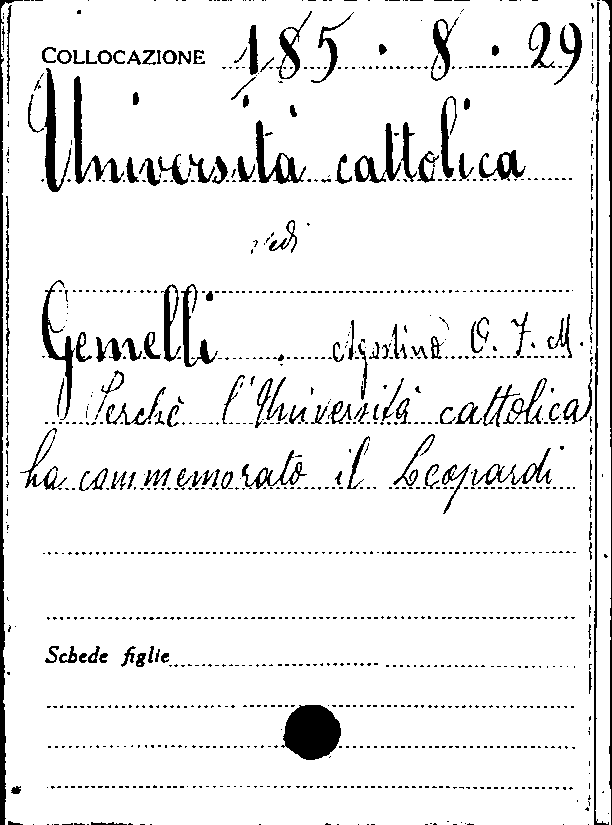 COLLOCAZIONE 185 · 8 · 29
Università cattolica
vedi
Gemelli . Agostino O. F. M.
Perchè l'Università cattolica
ha commemorato il Leopardi
Schede figlie